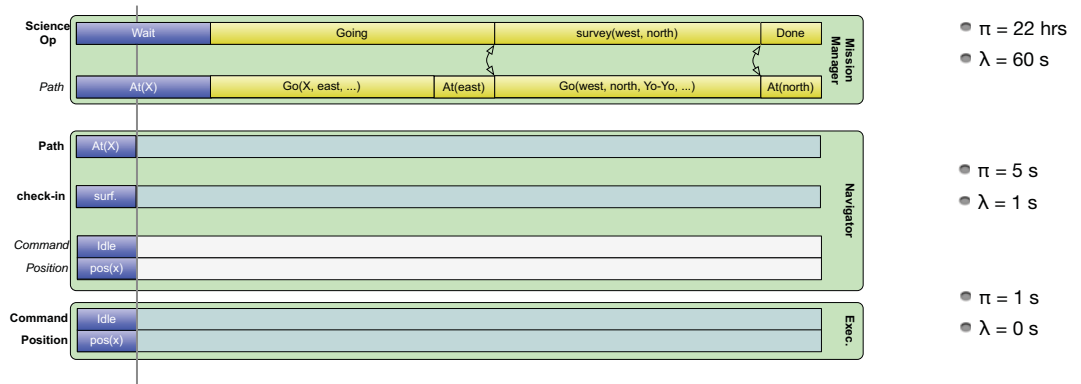 Science Op
Wait
Going
survey(west, north)
Done
Path
At(X)
Go(X, east, ...)
At(east)
Go(west, north, Yo-Yo, ...)
At(north)
Mission Manager
π = 22 hrs
λ = 60 s
Path
At(X)
check-in
surf.
Command
Idle
Position
pos(x)
Navigator
π = 5 s
λ = 1 s
Command
Idle
Position
pos(x)
Exec.
π = 1 s
λ = 0 s